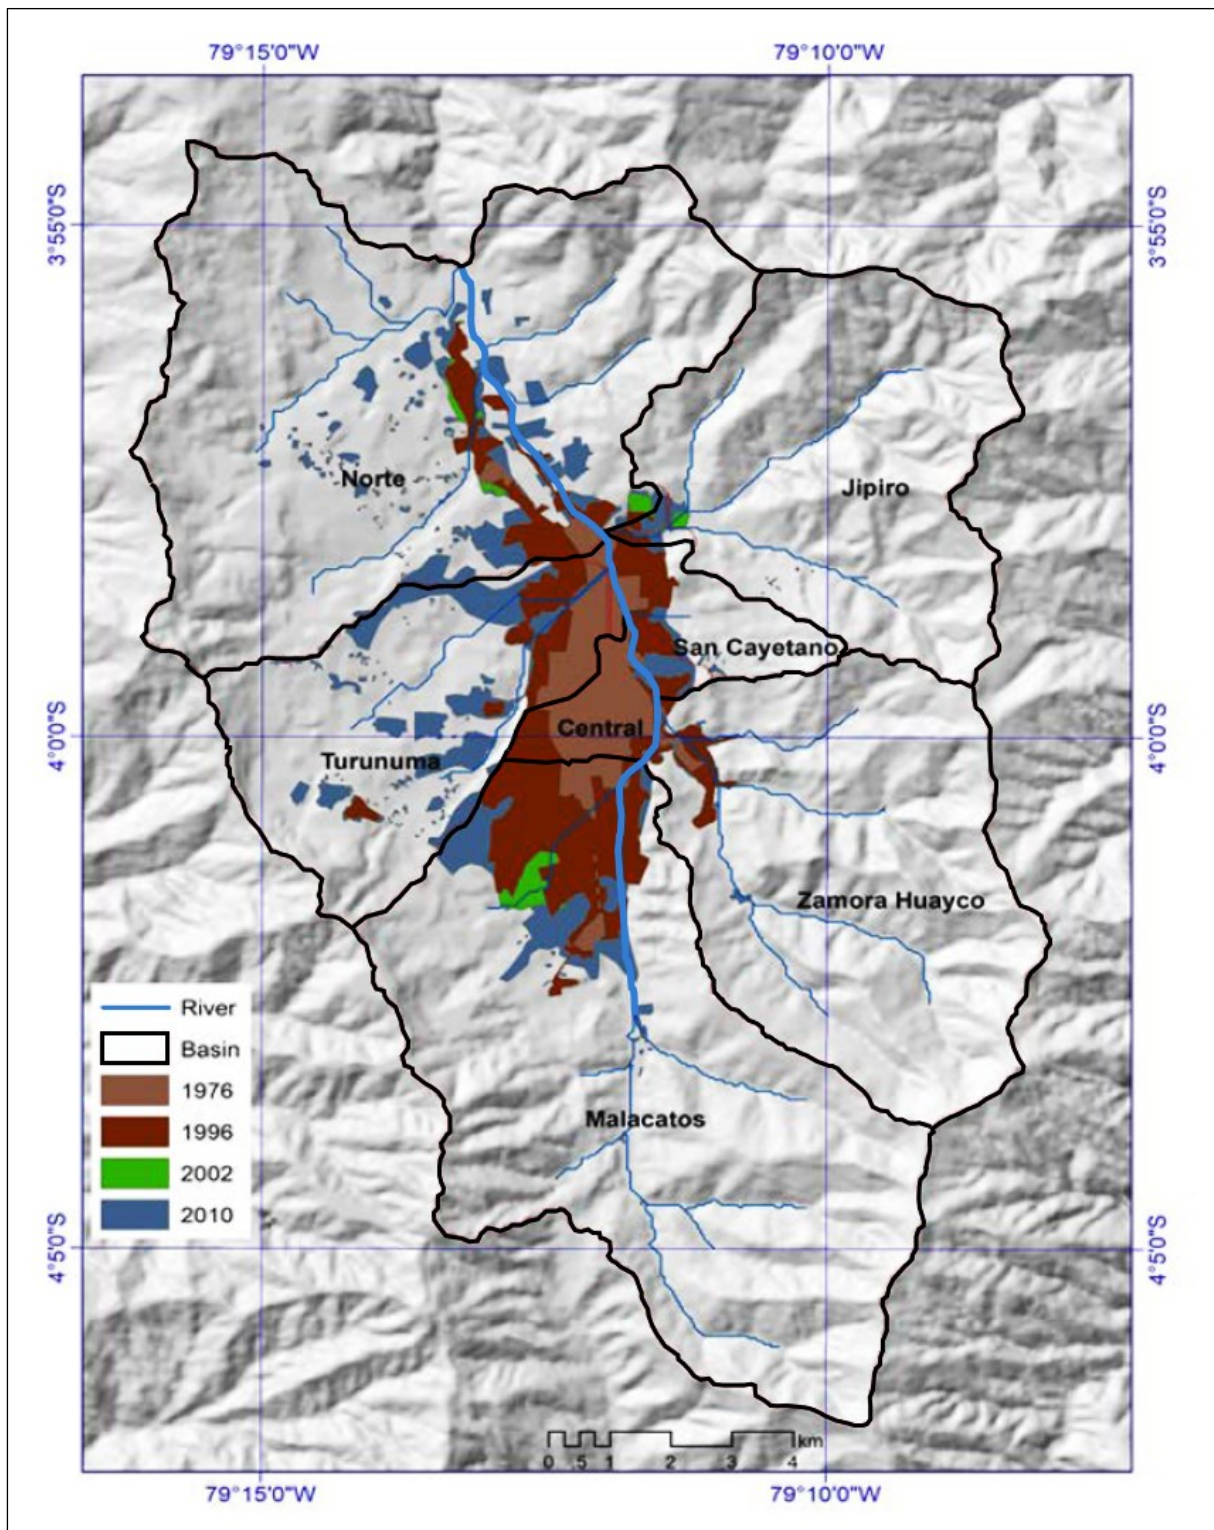 79°15'0"W 79°10'0"W
3°55'0"S 3°55'0"S
Norte
Jipiro
San Cayetano
Central
4°0'0"S 4°0'0"S
Turunuma
Zamora Huayco
River
Basin
1976
Malacatos
1996
2002
2010
4°5'0"S 4°5'0"S
km
0 .5 1 2 3 4
79°15'0"W 79°10'0"W